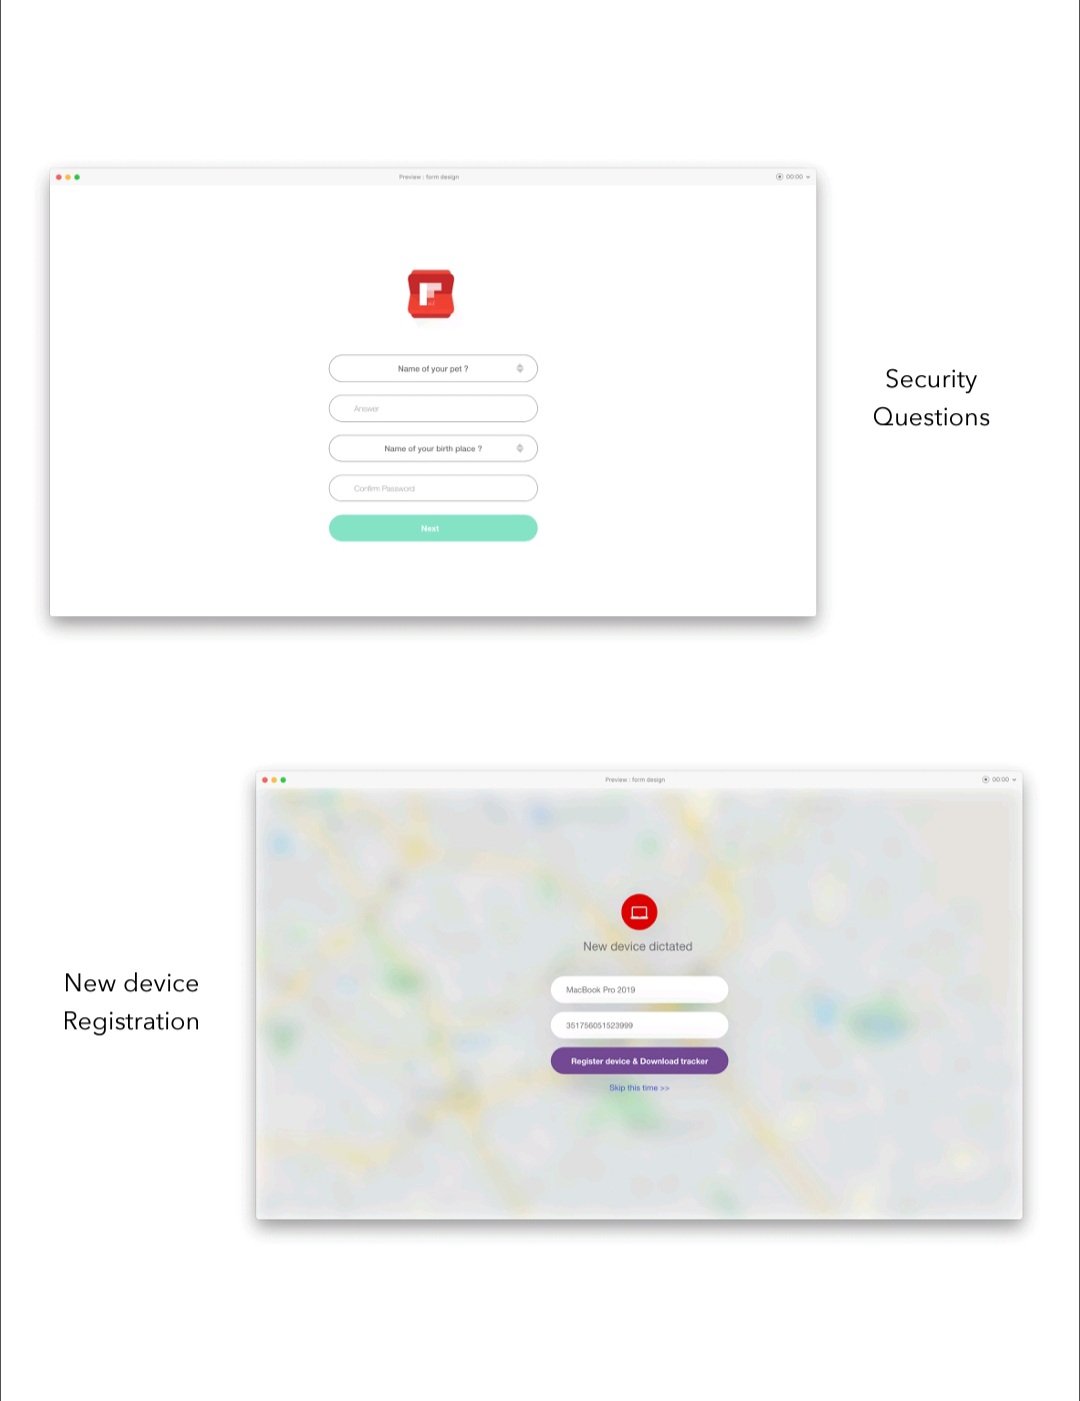 Preview : form design
00:00
F
Name of your pet ?
Answer
Name of your birth place ?
Confirm Password
Next
Security
Questions
Preview : form design
00:00
New device dictated
MacBook Pro 2019
351756051523999
Register device & Download tracker
Skip this time >>
New device
Registration